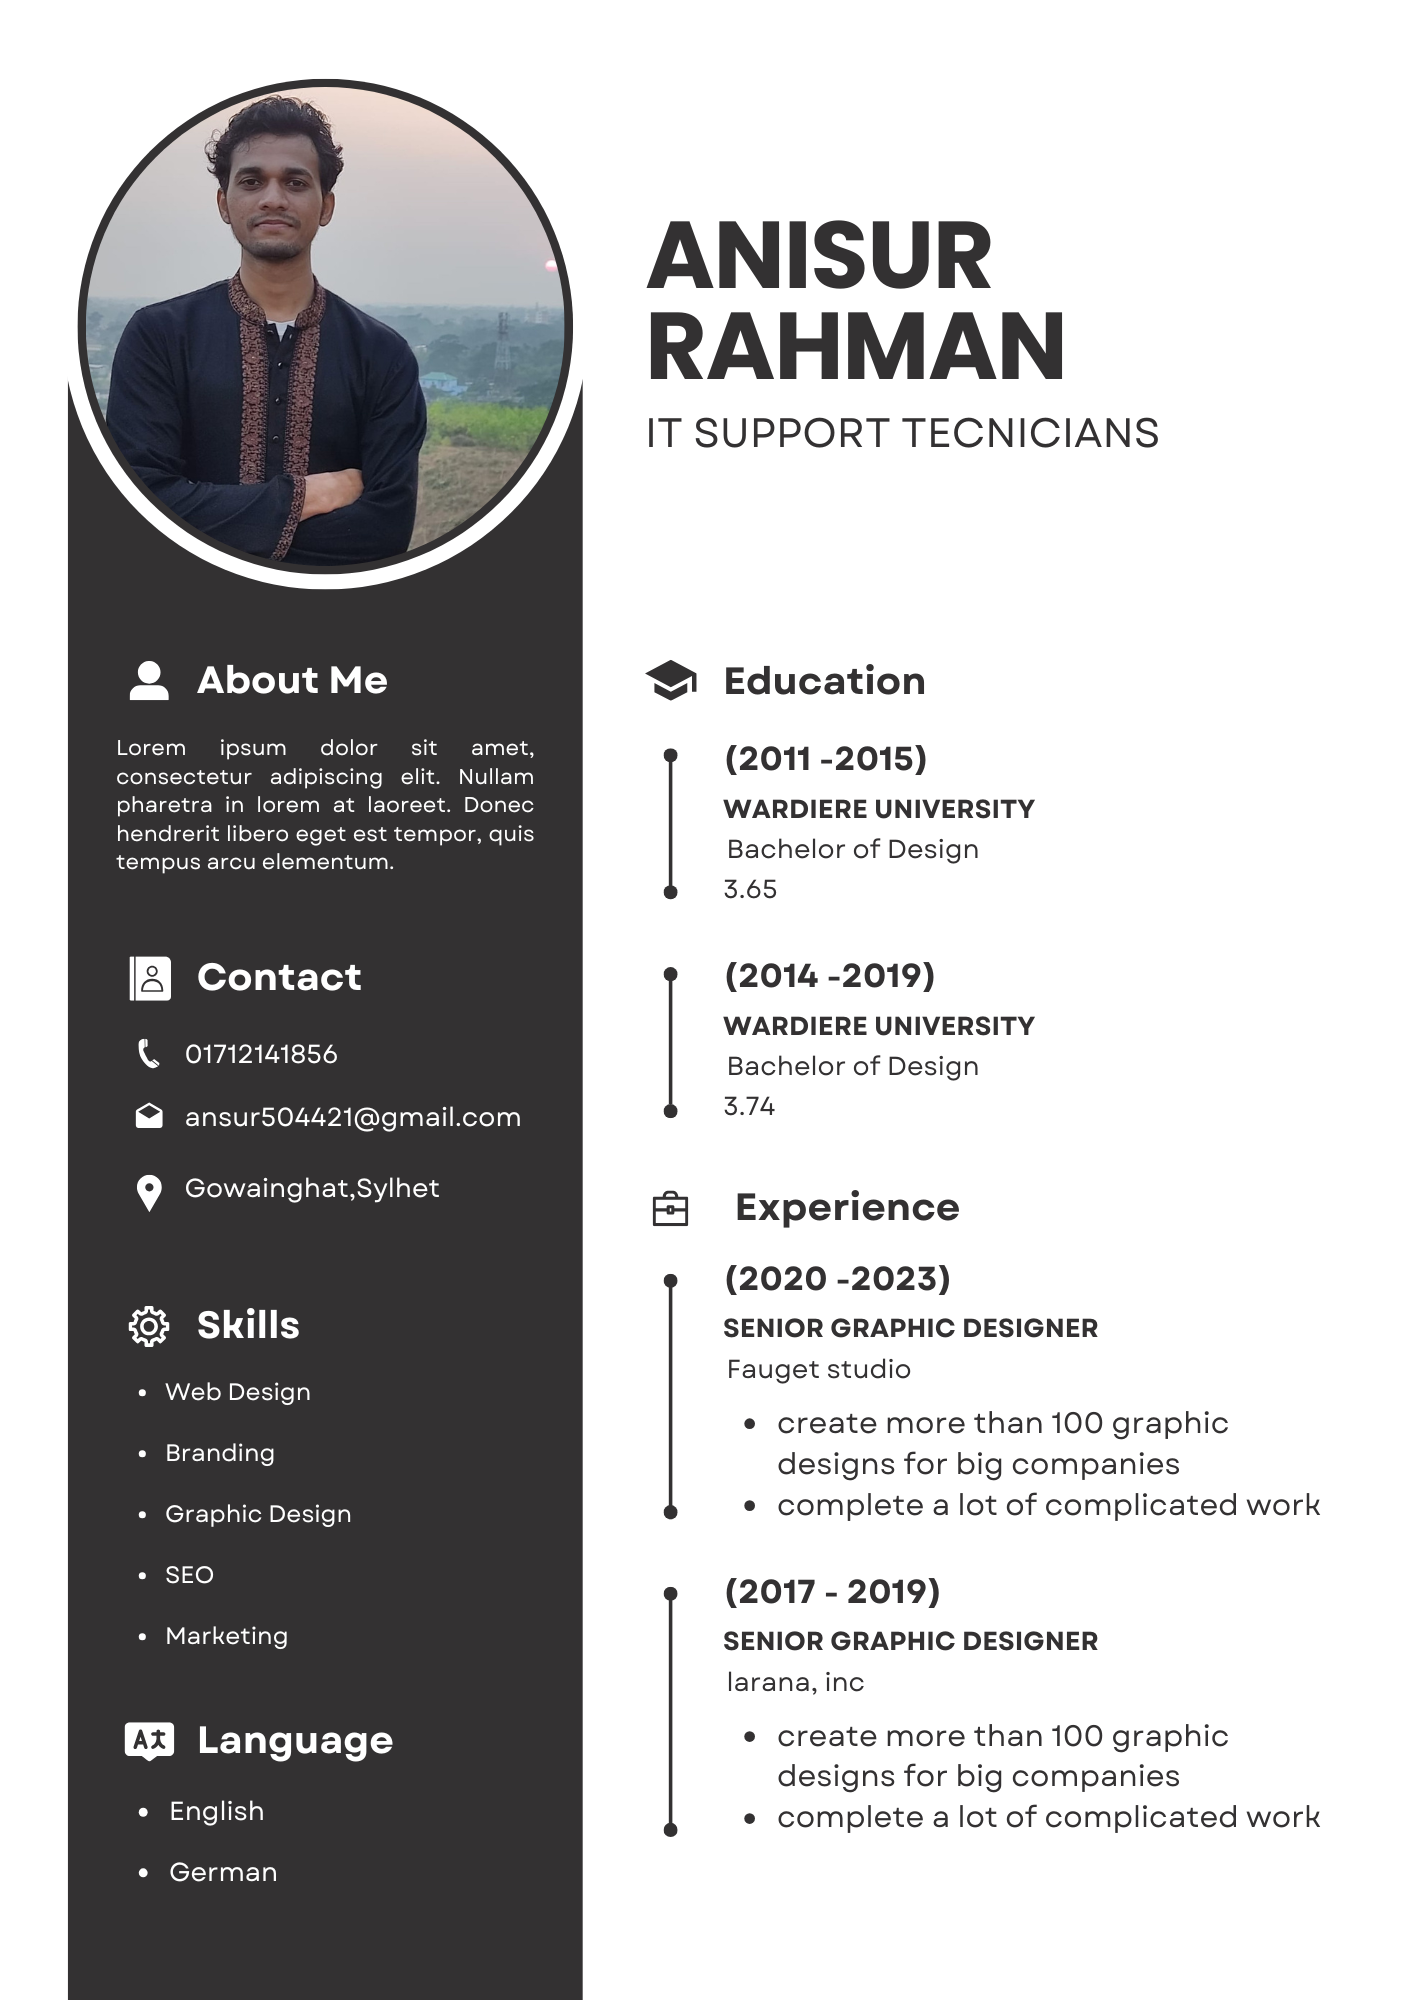 ANISUR
RAHMAN
IT SUPPORT TECNICIANS
About Me
Lorem ipsum dolor sit amet,
consectetur adipiscing elit. Nullam
pharetra in lorem at laoreet. Donec
hendrerit libero eget est tempor, quis
tempus arcu elementum.
Contact
01712141856
ansur504421@gmail.com
Gowainghat,Sylhet
Skills
• Web Design
• Branding
• Graphic Design
• SEO
• Marketing
Language
• English
• German
Education
(2011 -2015)
WARDIERE UNIVERSITY
Bachelor of Design
3.65
(2014 -2019)
WARDIERE UNIVERSITY
Bachelor of Design
3.74
Experience
(2020 -2023)
SENIOR GRAPHIC DESIGNER
Fauget studio
• create more than 100 graphic
designs for big companies
• complete a lot of complicated work
(2017 - 2019)
SENIOR GRAPHIC DESIGNER
larana, inc
• create more than 100 graphic
designs for big companies
• complete a lot of complicated work